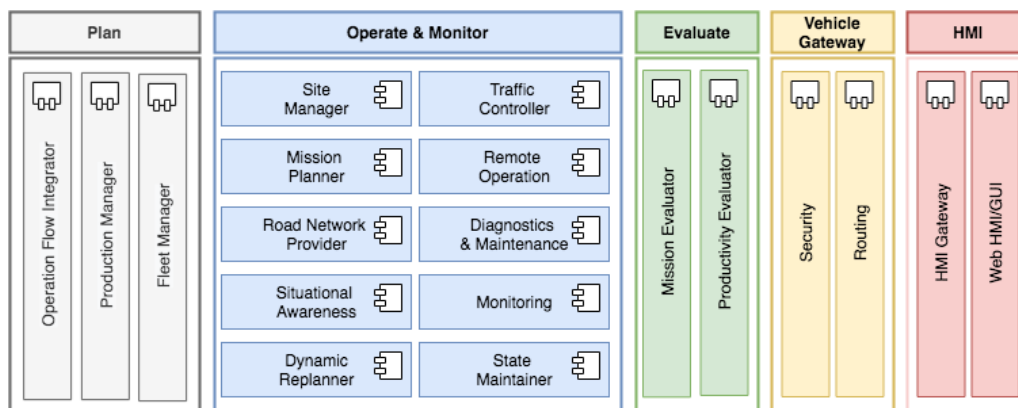 Plan
Operation Flow Integrator
Production Manager
Fleet Manager
Operate & Monitor
Site
Manager
Traffic
Controller
Mission
Planner
Remote
Operation
Road Network
Provider
Diagnostics
& Maintenance
Situational
Awareness
Monitoring
Dynamic
Replanner
State
Maintainer
Evaluate
Mission Evaluator
Productivity Evaluator
Vehicle
Gateway
Security
Routing
HMI
HMI Gateway
Web HMI/GUI